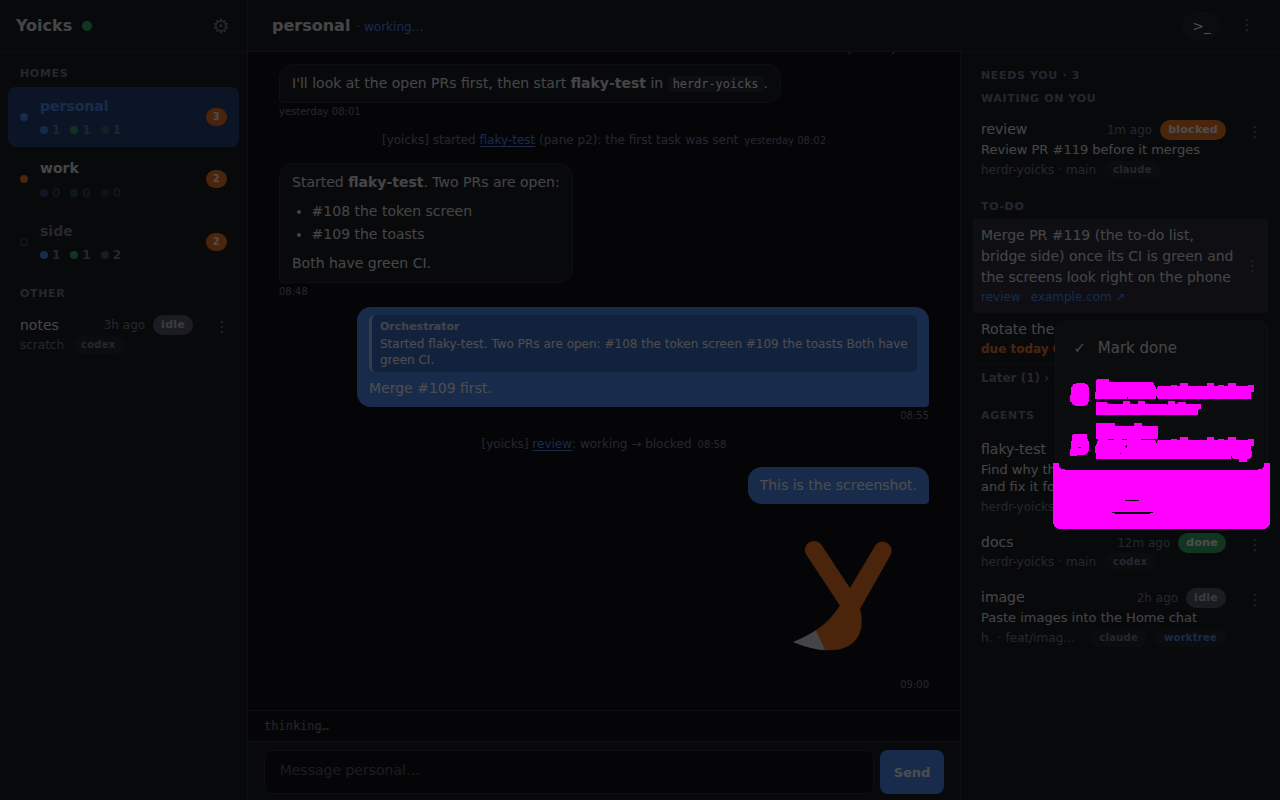 Yoicks
⚙
personal · working…
>_
⋮
HOMES
personal
1 1 1
3
work
0 0 0
2
side
1 1 2
2
OTHER
notes 3h ago idle
scratch codex
I'll look at the open PRs first, then start flaky-test in herdr-yoicks.
yesterday 08:01
[yoicks] started flaky-test (pane p2); the first task was sent yesterday 08:02
Started flaky-test. Two PRs are open:
• #108 the token screen
• #109 the toasts
Both have green CI.
08:48
Orchestrator
Started flaky-test. Two PRs are open: #108 the token screen #109 the toasts Both have
green CI.
Merge #109 first.
08:55
[yoicks] review: working → blocked 08:58
This is the screenshot.
09:00
thinking…
Message personal…
Send
NEEDS YOU · 3
WAITING ON YOU
review 1m ago blocked
Review PR #119 before it merges
herdr-yoicks · main claude
TO-DO
Merge PR #119 (the to-do list,
bridge side) once its CI is green and
the screens look right on the phone
review example.com ↗
Rotate the
due today
✓ Mark done
Later (1) ›
AGENTS
flaky-test
Find why
and fix it
herdr-yoicks
docs 12m ago done
herdr-yoicks · main codex
image 2h ago idle
Paste images into the Home chat
h. · feat/imag… claude worktree